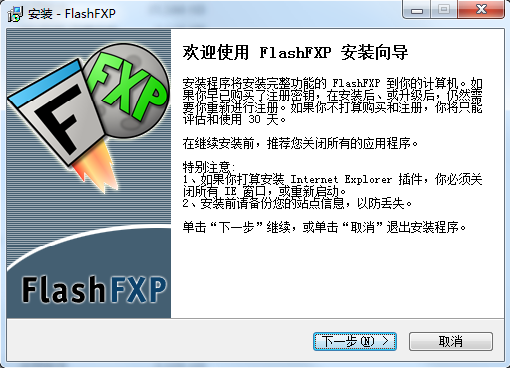 安装 - FlashFXP
FXP
F
欢迎使用 FlashFXP 安装向导
安装程序将安装完整功能的 FlashFXP 到你的计算机。如
果你早已购买了注册密钥，在安装后、或升级后，仍然需
要你重新进行注册。如果你不打算购买和注册，你将只能
评估和使用 30 天。
在继续安装前，推荐您关闭所有的应用程序。
特别注意:
1、如果你打算安装 Internet Explorer 插件，你必须关
闭所有 IE 窗口，或重新启动。
2、安装前请备份您的站点信息，以防丢失。
单击“下一步”继续，或单击“取消”退出安装程序。
FlashFXP
下一步(N) >
取消